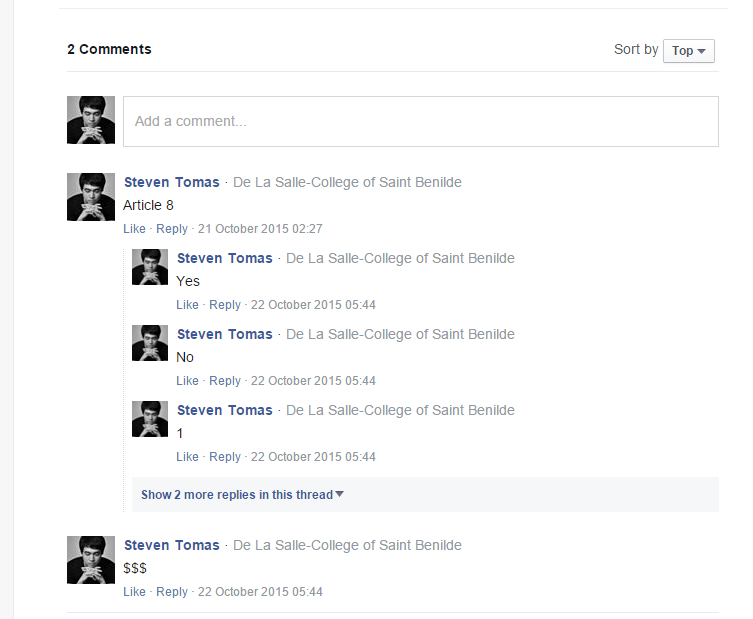 2 Comments
Sort by Top
Add a comment...
Steven Tomas · De La Salle-College of Saint Benilde
Article 8
Like · Reply · 21 October 2015 02:27
Steven Tomas · De La Salle-College of Saint Benilde
Yes
Like · Reply · 22 October 2015 05:44
Steven Tomas · De La Salle-College of Saint Benilde
No
Like · Reply · 22 October 2015 05:44
Steven Tomas · De La Salle-College of Saint Benilde
1
Like · Reply · 22 October 2015 05:44
Show 2 more replies in this thread
Steven Tomas · De La Salle-College of Saint Benilde
$$$
Like · Reply · 22 October 2015 05:44